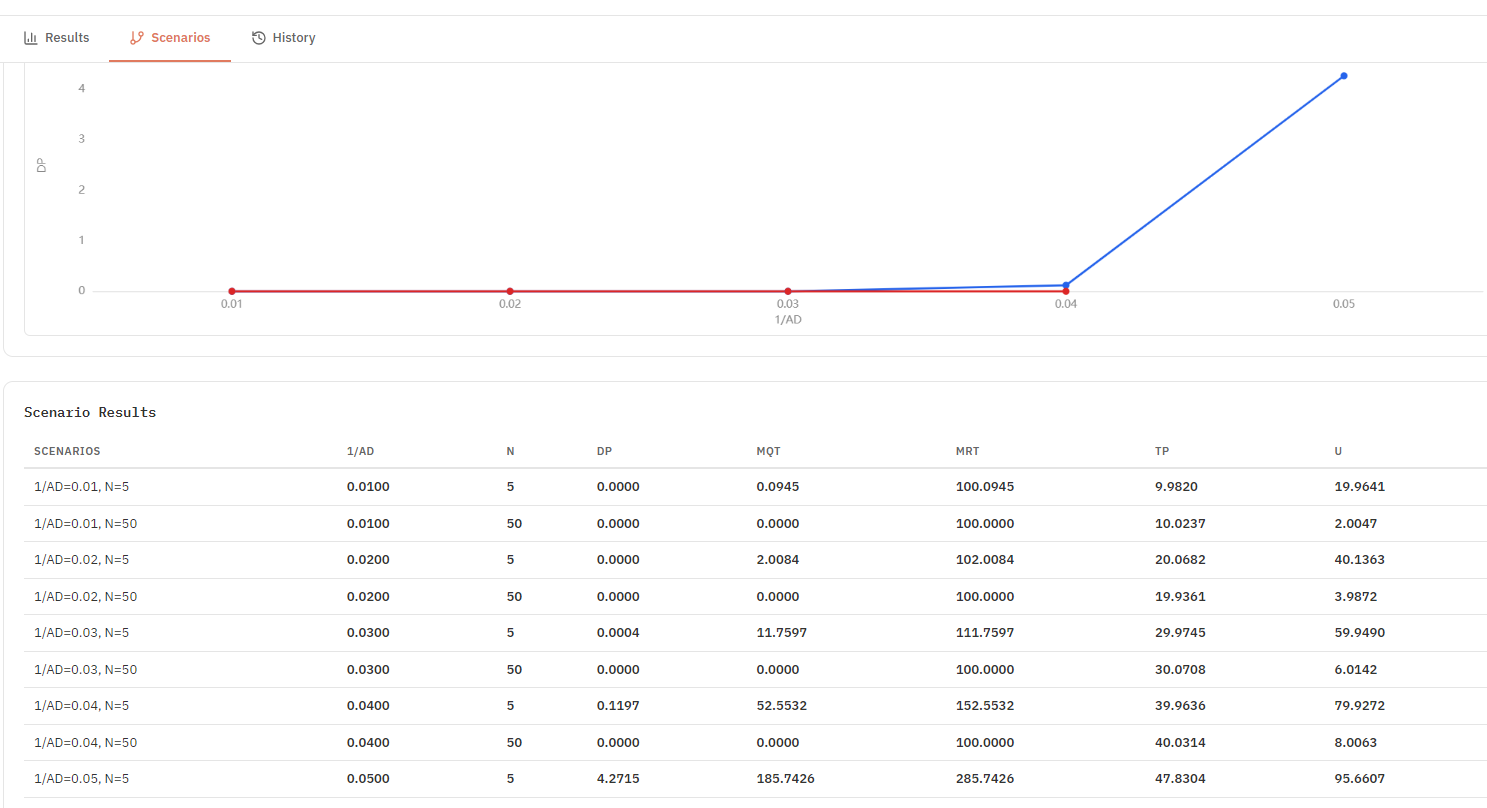 Results Scenarios History
4
3
DP
2
1
0
0.01 0.02 0.03 0.04 0.05
1/AD
Scenario Results
SCENARIOS 1/AD N DP MQT MRT TP U
1/AD=0.01, N=5 0.0100 5 0.0000 0.0945 100.0945 9.9820 19.9641
1/AD=0.01, N=50 0.0100 50 0.0000 0.0000 100.0000 10.0237 2.0047
1/AD=0.02, N=5 0.0200 5 0.0000 2.0084 102.0084 20.0682 40.1363
1/AD=0.02, N=50 0.0200 50 0.0000 0.0000 100.0000 19.9361 3.9872
1/AD=0.03, N=5 0.0300 5 0.0004 11.7597 111.7597 29.9745 59.9490
1/AD=0.03, N=50 0.0300 50 0.0000 0.0000 100.0000 30.0708 6.0142
1/AD=0.04, N=5 0.0400 5 0.1197 52.5532 152.5532 39.9636 79.9272
1/AD=0.04, N=50 0.0400 50 0.0000 0.0000 100.0000 40.0314 8.0063
1/AD=0.05, N=5 0.0500 5 4.2715 185.7426 285.7426 47.8304 95.6607